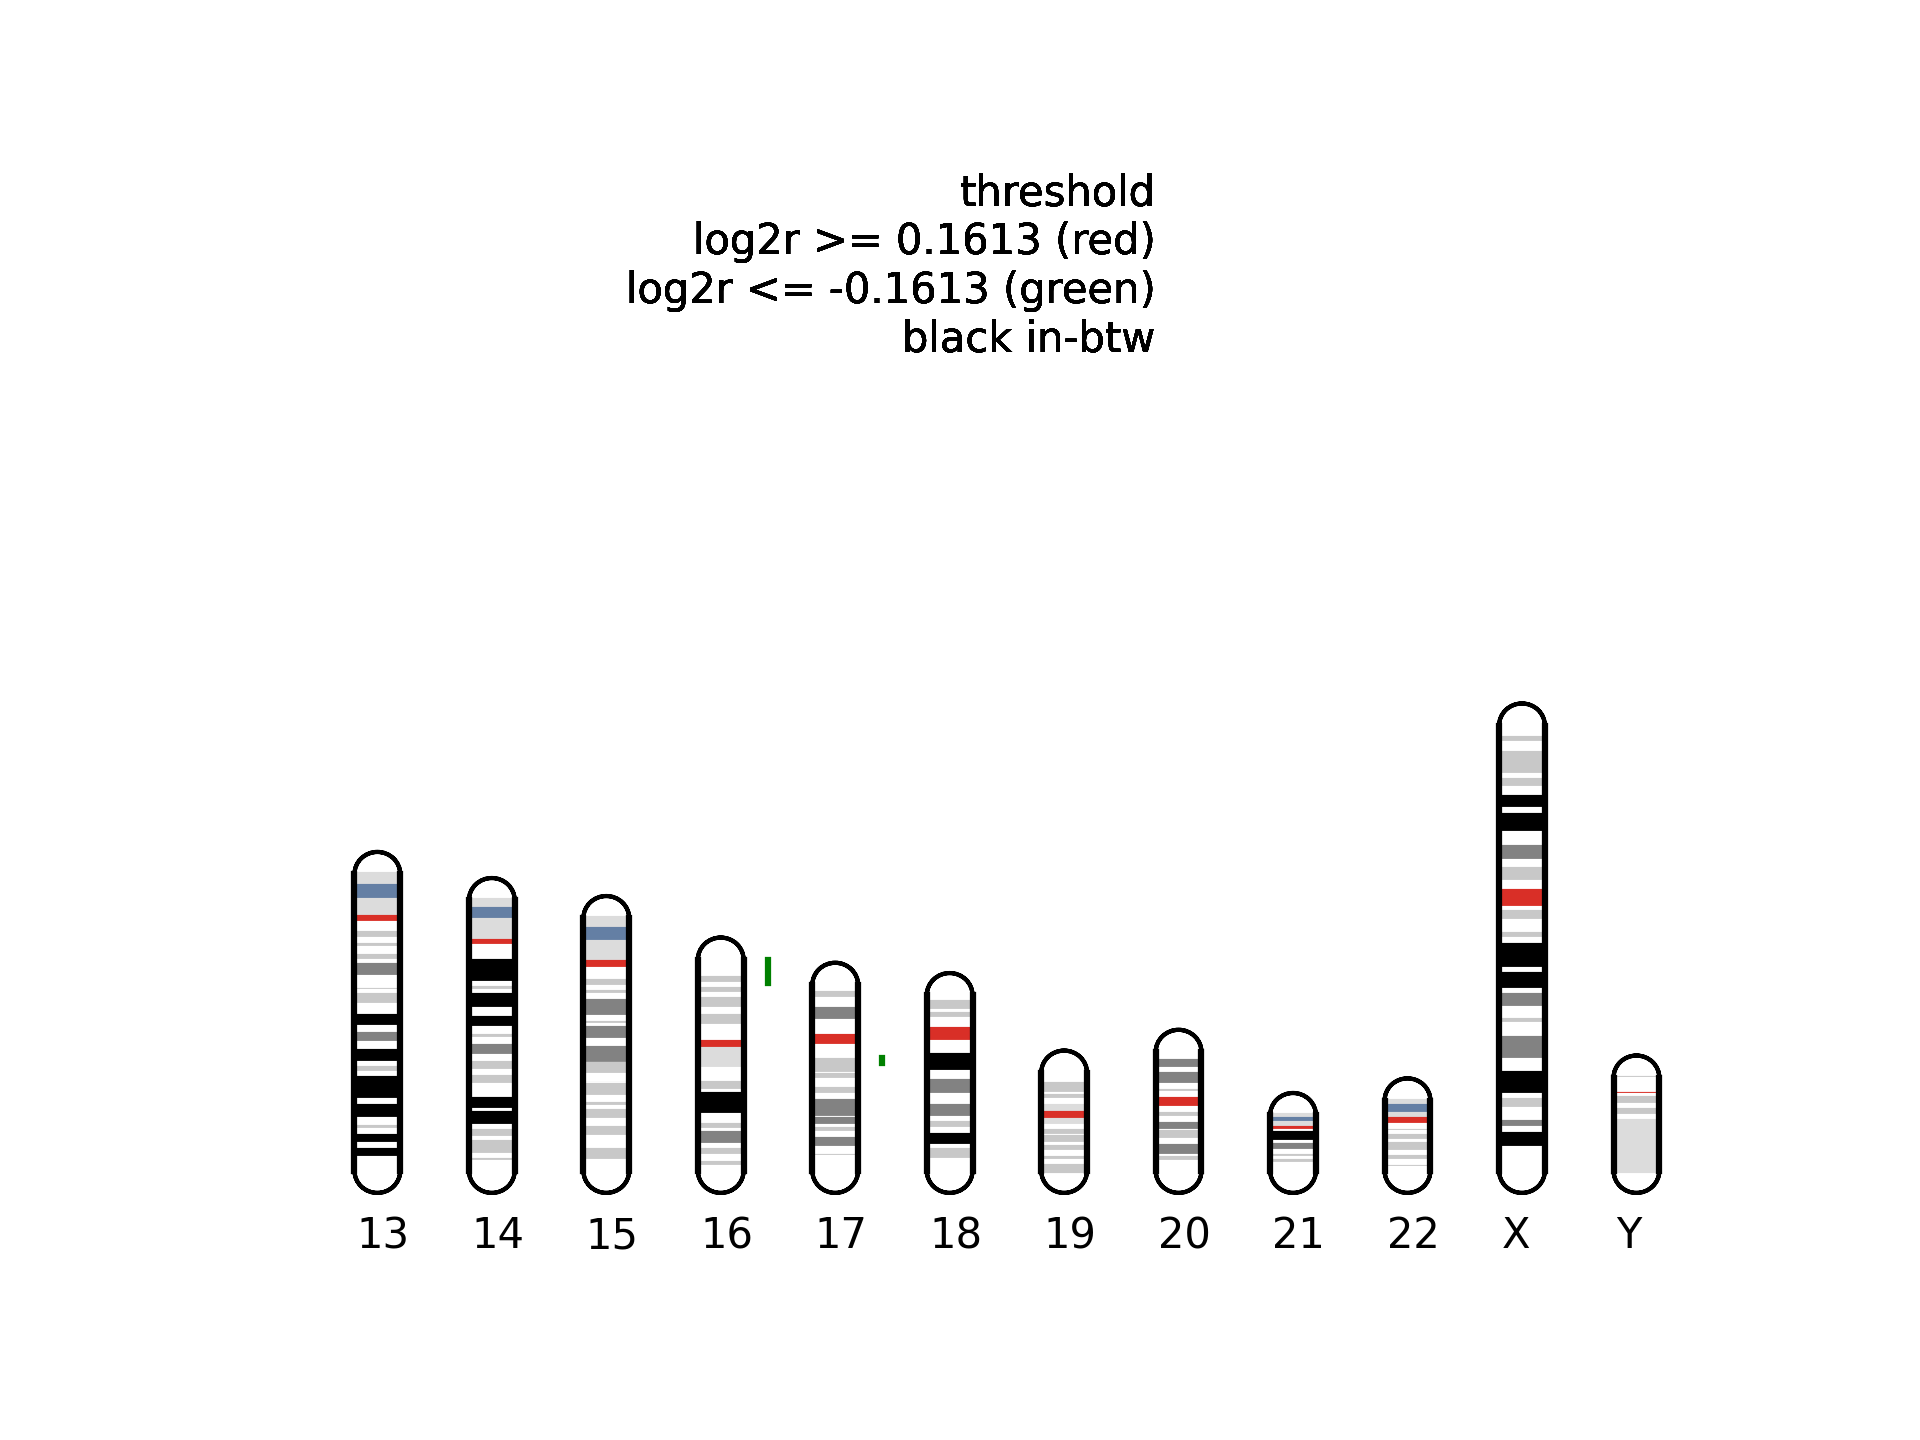 threshold
log2r >= 0.1613 (red)
log2r <= -0.1613 (green)
black in-btw
13 14 15 16 17 18 19 20 21 22 X Y